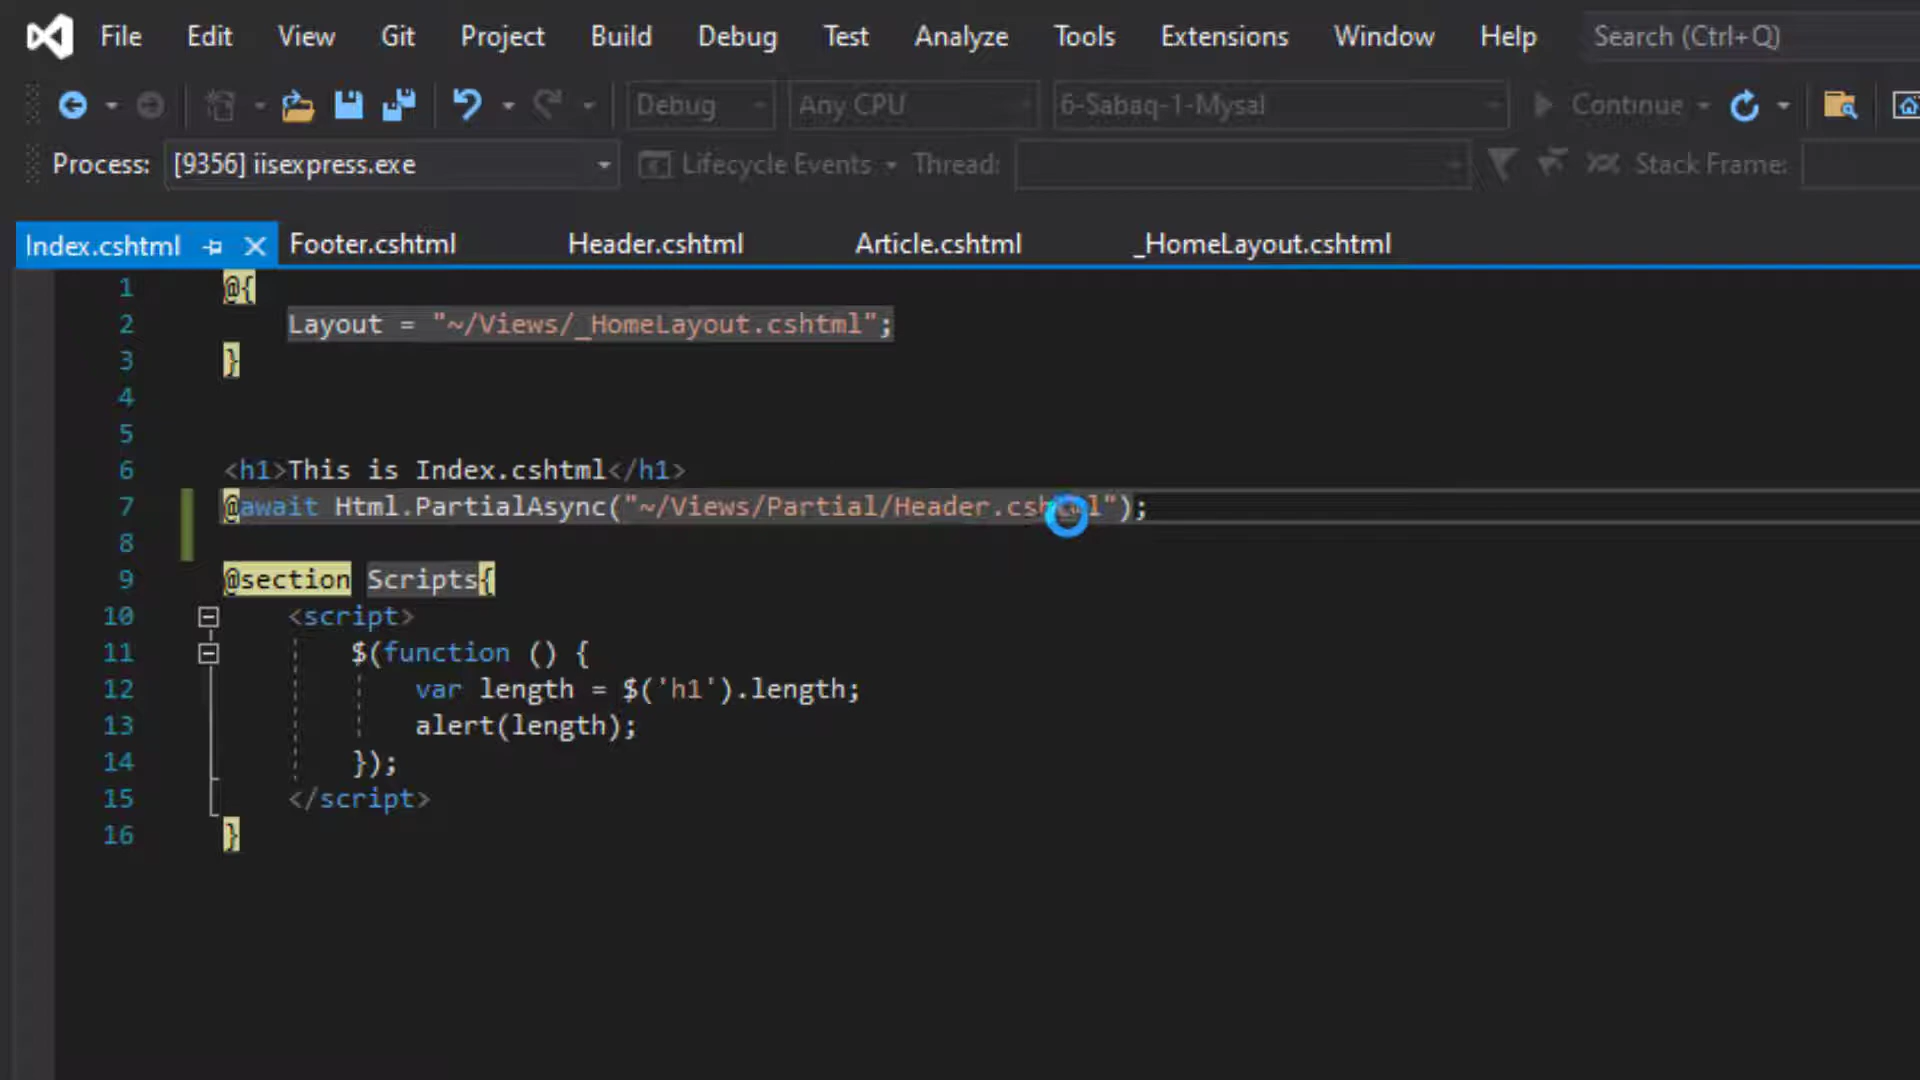 File Edit View Git Project Build Debug Test Analyze Tools Extensions Window Help Search (Ctrl+Q)
Debug Any CPU 6-Sabaq-1-Mysal Continue
Process: [9356] iisexpress.exe Lifecycle Events Thread: Stack Frame:
Index.cshtml Footer.cshtml Header.cshtml Article.cshtml _HomeLayout.cshtml
1 @{
2 Layout = "~/Views/_HomeLayout.cshtml";
3 }
4
5
6 <h1>This is Index.cshtml</h1>
7 @await Html.PartialAsync("~/Views/Partial/Header.cshtml");
8
9 @section Scripts{
10 <script>
11 $(function () {
12 var length = $('h1').length;
13 alert(length);
14 });
15 </script>
16 }